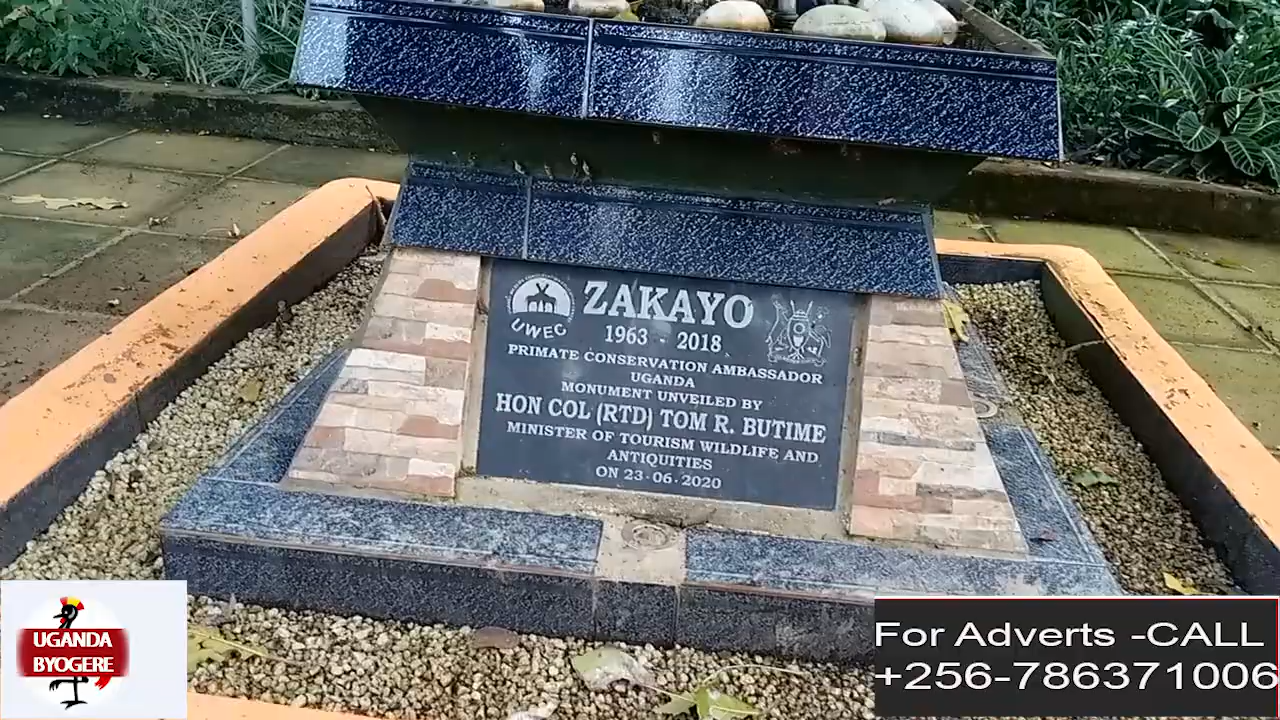 ZAKAYO
UWEC
1963 - 2018
PRIMATE CONSERVATION AMBASSADOR
UGANDA
MONUMENT UNVEILED BY
HON COL (RTD) TOM R. BUTIME
MINISTER OF TOURISM WILDLIFE AND
ANTIQUITIES
ON 23-06-2020
UGANDA
BYOGERE
For Adverts -CALL
+256-786371006